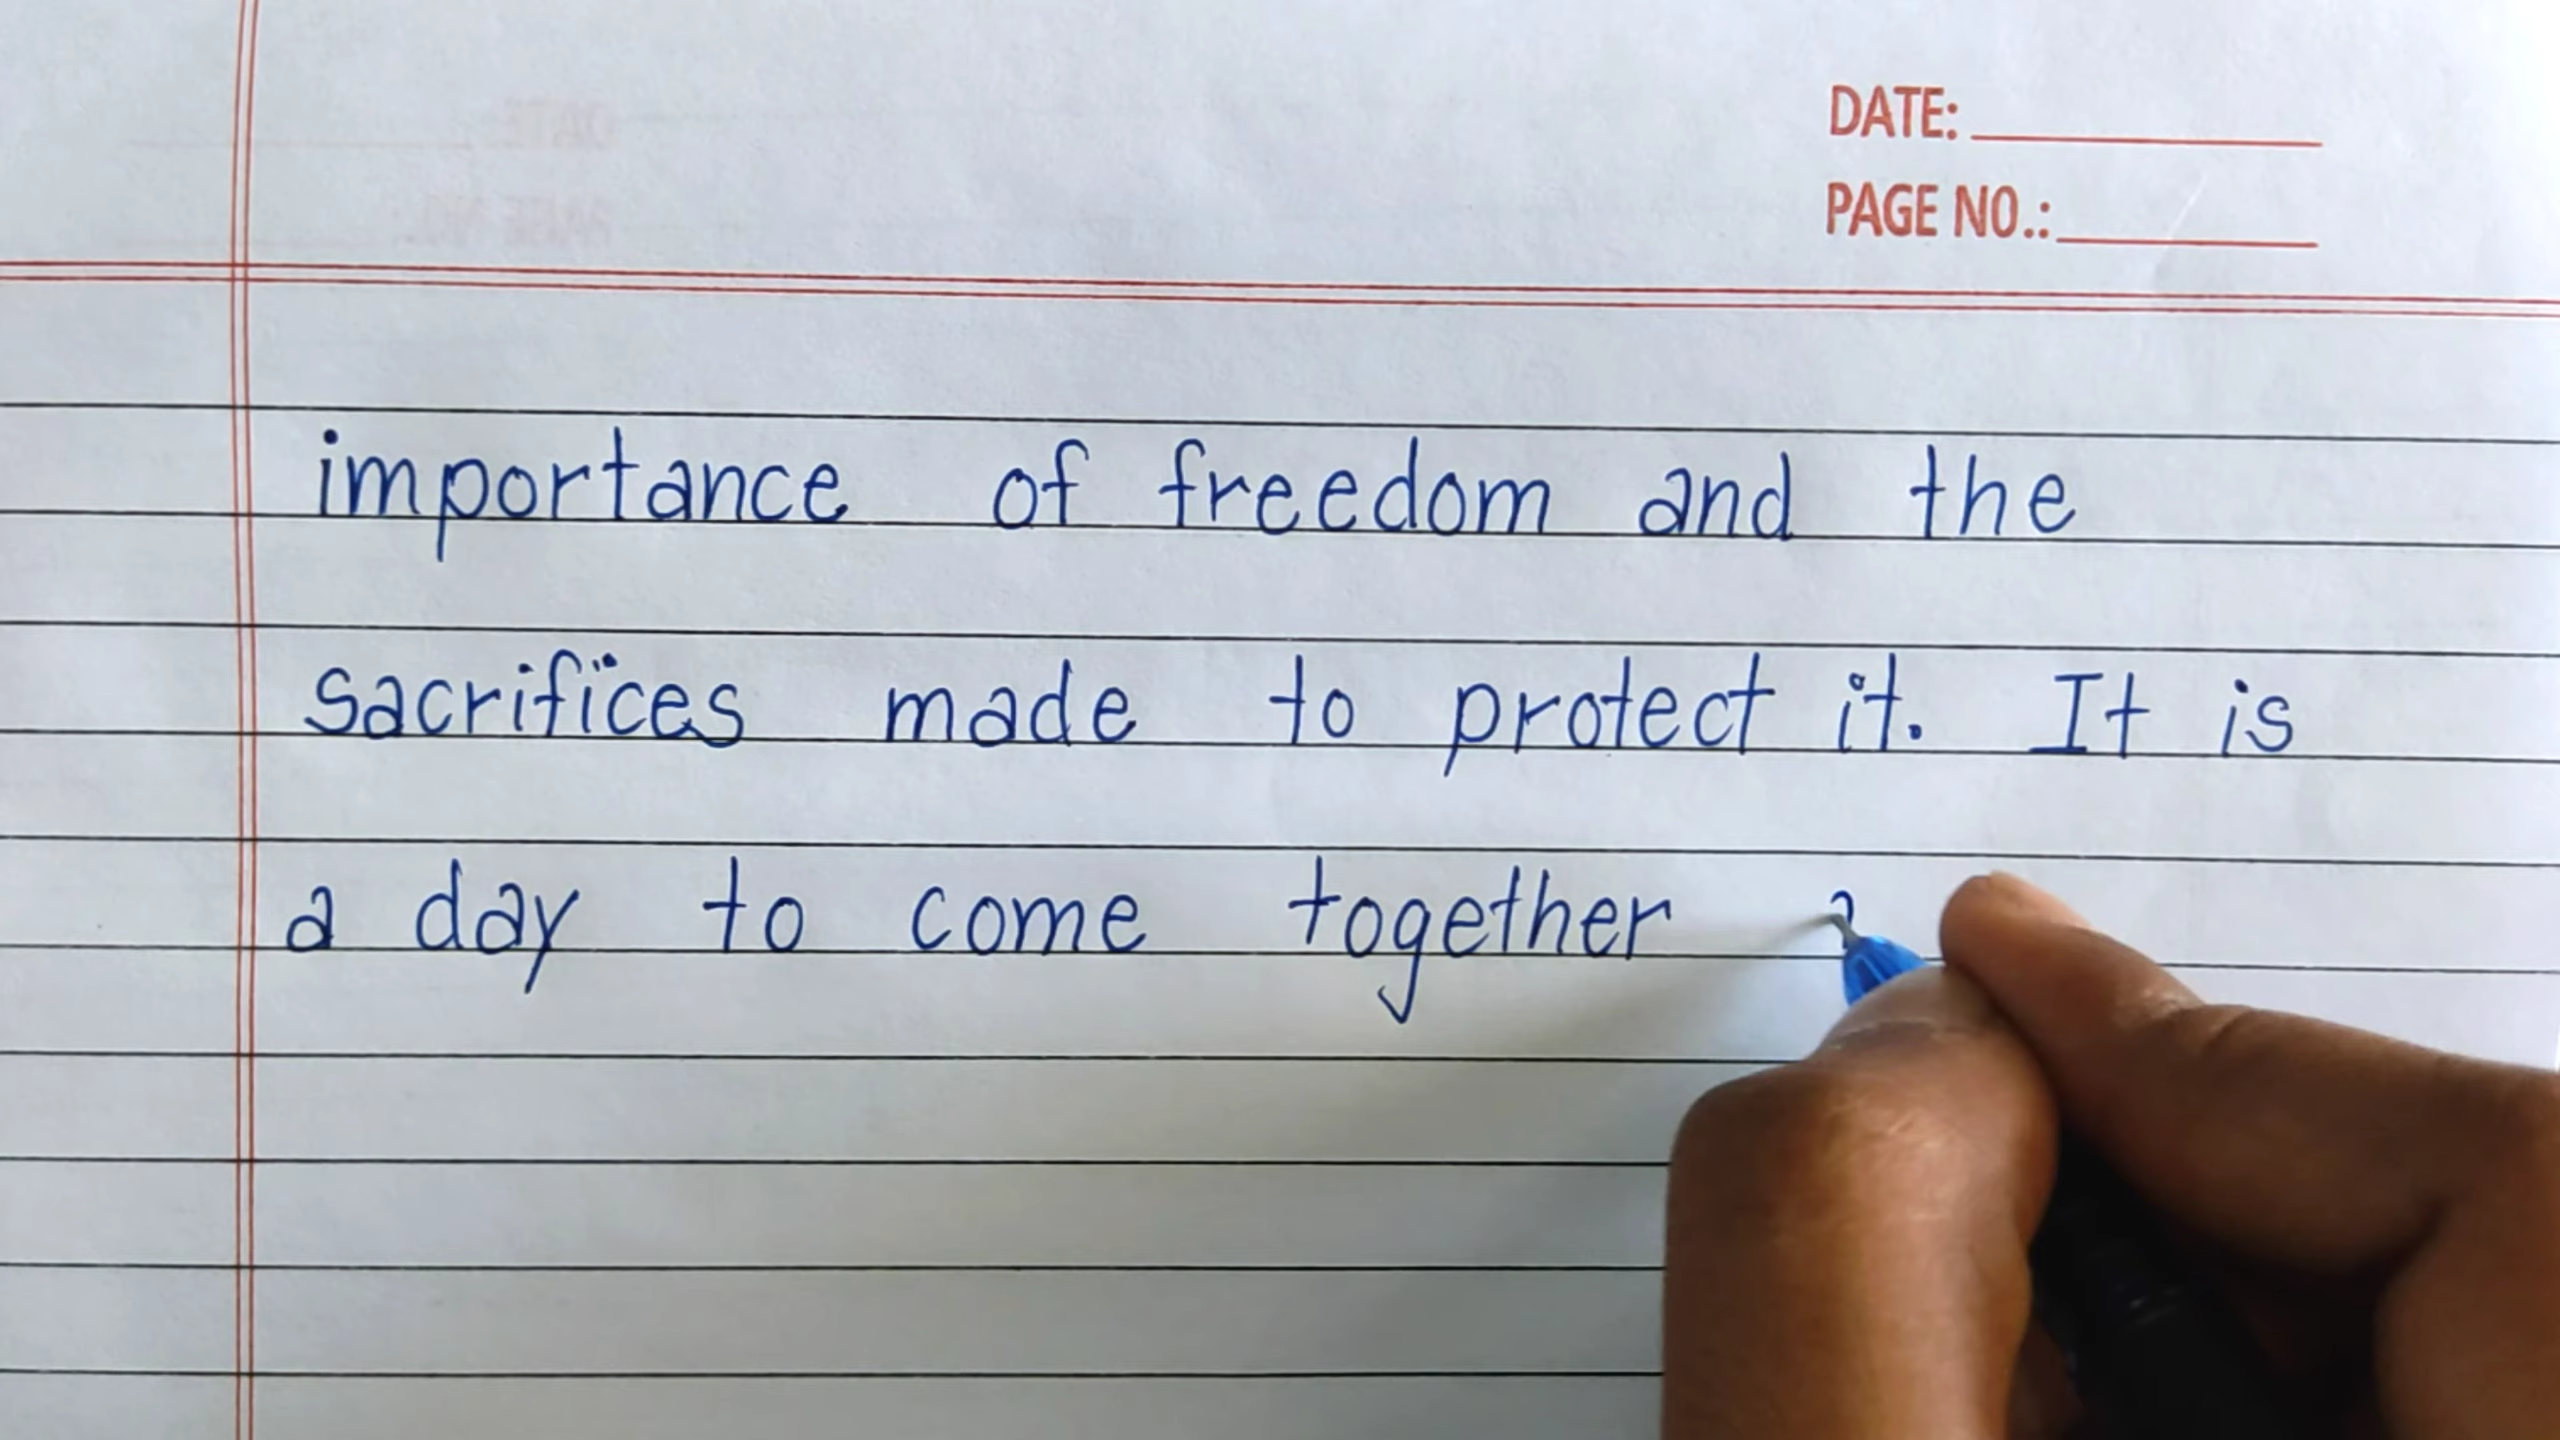 DATE:
PAGE NO.:
importance of freedom and the
sacrifices made to protect it. It is
a day to come together